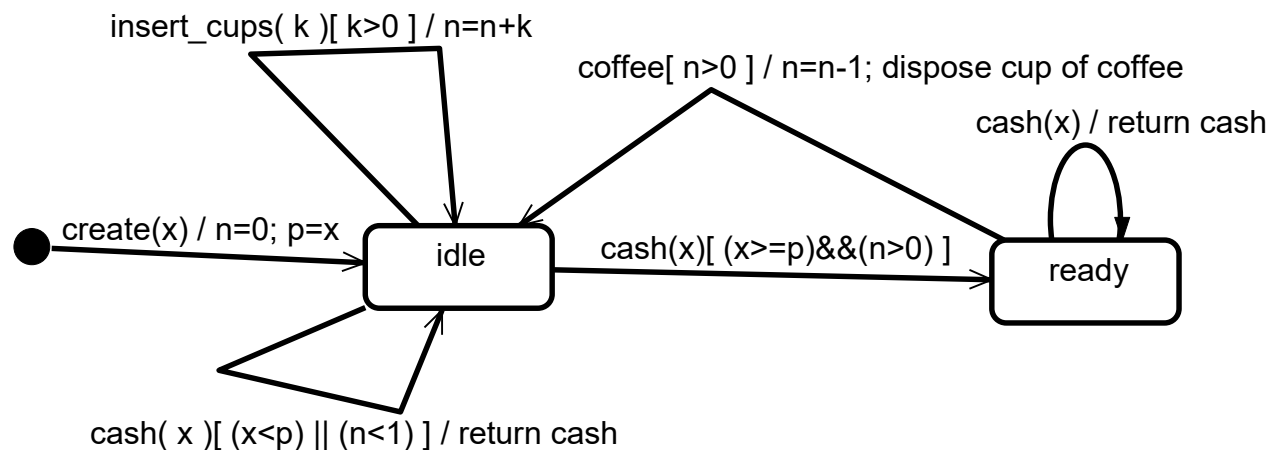 insert_cups( k )[ k>0 ] / n=n+k
coffee[ n>0 ] / n=n-1; dispose cup of coffee
cash(x) / return cash
create(x) / n=0; p=x
idle
cash(x)[ (x>=p)&&(n>0) ]
ready
cash( x )[ (x<p) || (n<1) ] / return cash